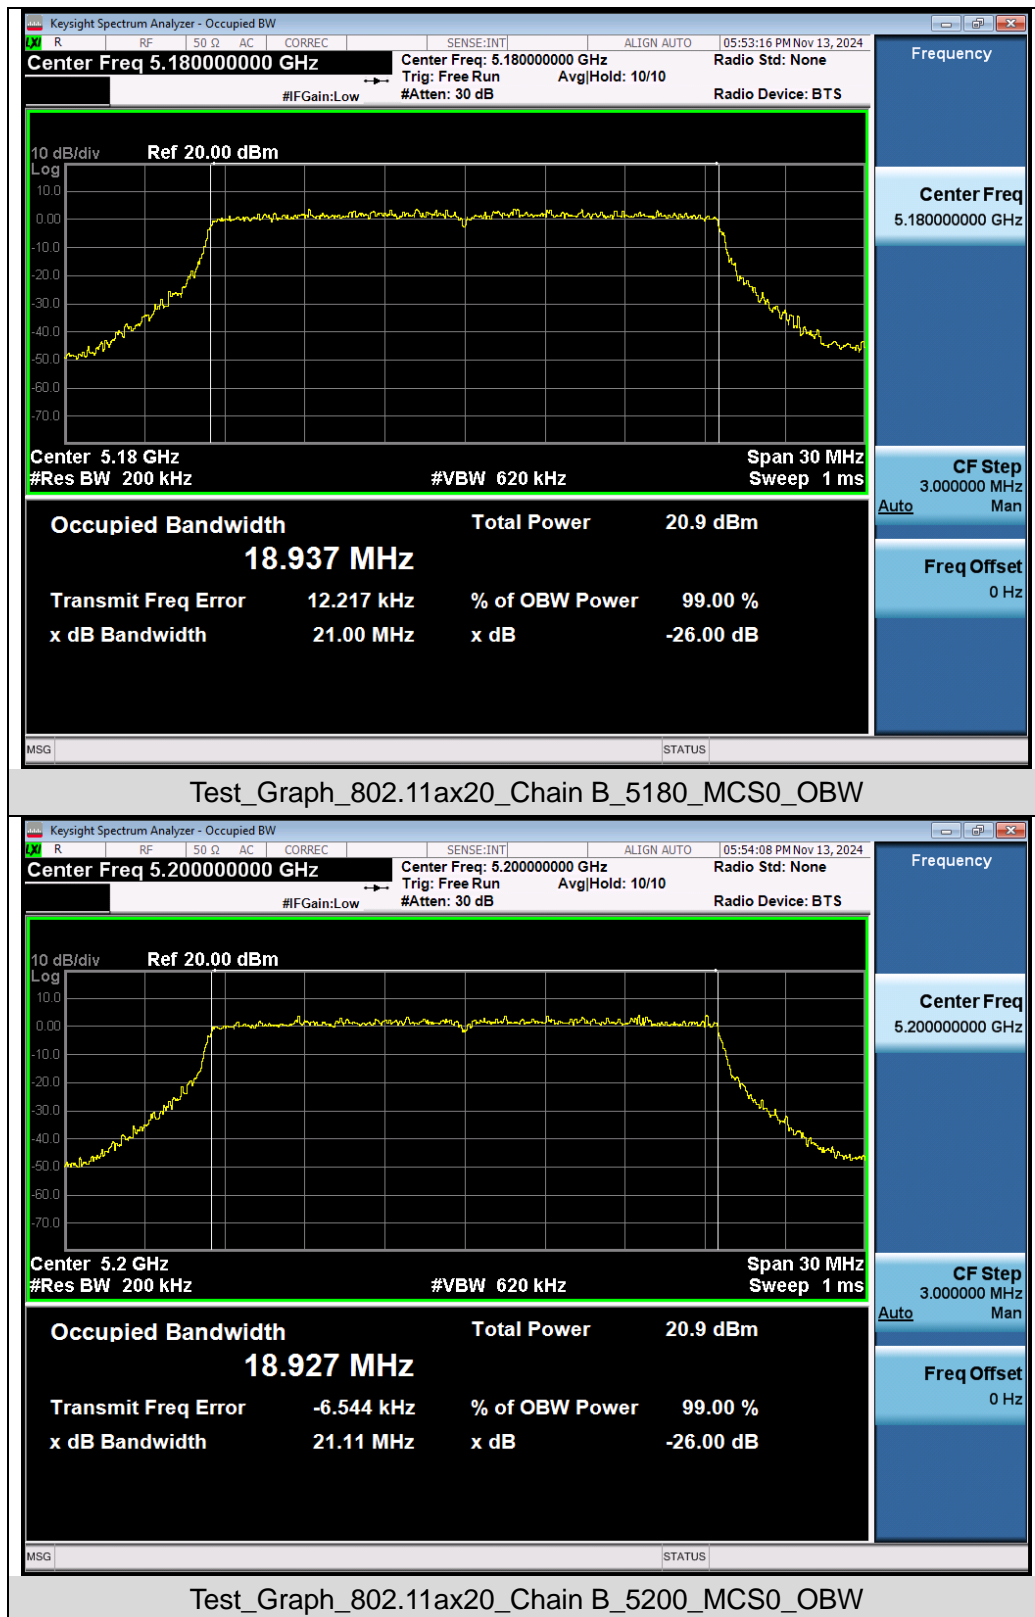 Keysight Spectrum Analyzer - Occupied BW
LXI R RF 50 Ω AC CORREC SENSE:INT ALIGN AUTO 05:53:16 PM Nov 13, 2024
Center Freq 5.180000000 GHz Center Freq: 5.180000000 GHz Radio Std: None
Trig: Free Run Avg|Hold: 10/10
#IFGain:Low #Atten: 30 dB Radio Device: BTS
10 dB/div Ref 20.00 dBm
Log
10.0
0.00
-10.0
-20.0
-30.0
-40.0
-50.0
-60.0
-70.0
Center 5.18 GHz Span 30 MHz
#Res BW 200 kHz #VBW 620 kHz Sweep 1 ms
Occupied Bandwidth Total Power 20.9 dBm
18.937 MHz
Transmit Freq Error 12.217 kHz % of OBW Power 99.00 %
x dB Bandwidth 21.00 MHz x dB -26.00 dB
Frequency
Center Freq
5.180000000 GHz
CF Step
3.000000 MHz
Auto Man
Freq Offset
0 Hz
MSG STATUS
Test_Graph_802.11ax20_Chain B_5180_MCS0_OBW
Keysight Spectrum Analyzer - Occupied BW
LXI R RF 50 Ω AC CORREC SENSE:INT ALIGN AUTO 05:54:08 PM Nov 13, 2024
Center Freq 5.200000000 GHz Center Freq: 5.200000000 GHz Radio Std: None
Trig: Free Run Avg|Hold: 10/10
#IFGain:Low #Atten: 30 dB Radio Device: BTS
10 dB/div Ref 20.00 dBm
Log
10.0
0.00
-10.0
-20.0
-30.0
-40.0
-50.0
-60.0
-70.0
Center 5.2 GHz Span 30 MHz
#Res BW 200 kHz #VBW 620 kHz Sweep 1 ms
Occupied Bandwidth Total Power 20.9 dBm
18.927 MHz
Transmit Freq Error -6.544 kHz % of OBW Power 99.00 %
x dB Bandwidth 21.11 MHz x dB -26.00 dB
Frequency
Center Freq
5.200000000 GHz
CF Step
3.000000 MHz
Auto Man
Freq Offset
0 Hz
MSG STATUS
Test_Graph_802.11ax20_Chain B_5200_MCS0_OBW